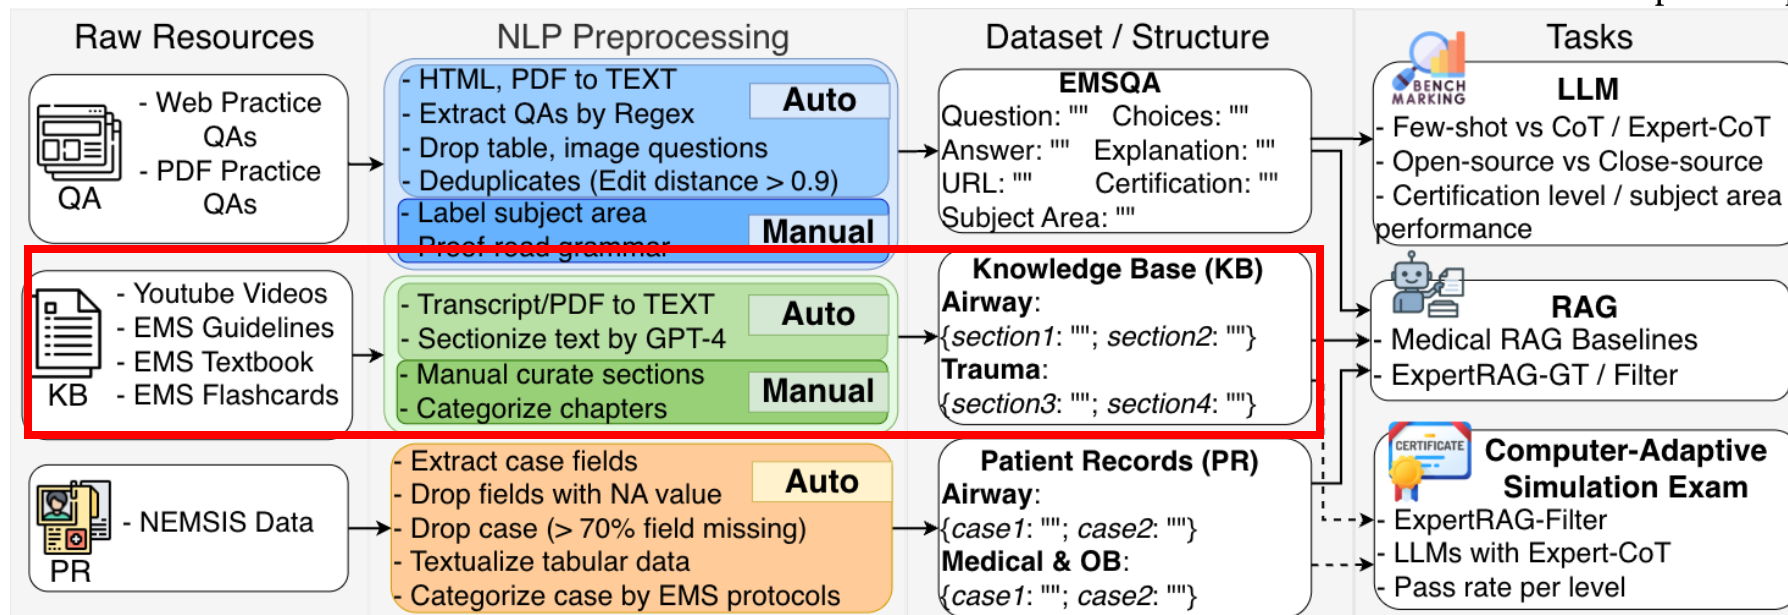 Raw Resources
NLP Preprocessing
Dataset / Structure
Tasks
- Web Practice
QAs
- PDF Practice
QAs
QA
- HTML, PDF to TEXT
- Extract QAs by Regex
- Drop table, image questions
- Deduplicates (Edit distance > 0.9)
Auto
- Label subject area
- Proof read grammar
Manual
EMSQA
Question: "" Choices: ""
Answer: "" Explanation: ""
URL: "" Certification: ""
Subject Area: ""
BENCH
MARKING
LLM
- Few-shot vs CoT / Expert-CoT
- Open-source vs Close-source
- Certification level / subject area
performance
- Youtube Videos
- EMS Guidelines
- EMS Textbook
- EMS Flashcards
KB
- Transcript/PDF to TEXT
- Sectionize text by GPT-4
Auto
- Manual curate sections
- Categorize chapters
Manual
Knowledge Base (KB)
Airway:
{section1: ""; section2: ""}
Trauma:
{section3: ""; section4: ""}
RAG
- Medical RAG Baselines
- ExpertRAG-GT / Filter
- NEMSIS Data
PR
- Extract case fields
- Drop fields with NA value
- Drop case (> 70% field missing)
- Textualize tabular data
- Categorize case by EMS protocols
Auto
Patient Records (PR)
Airway:
{case1: ""; case2: ""}
Medical & OB:
{case1: ""; case2: ""}
CERTIFICATE
Computer-Adaptive
Simulation Exam
- ExpertRAG-Filter
- LLMs with Expert-CoT
- Pass rate per level